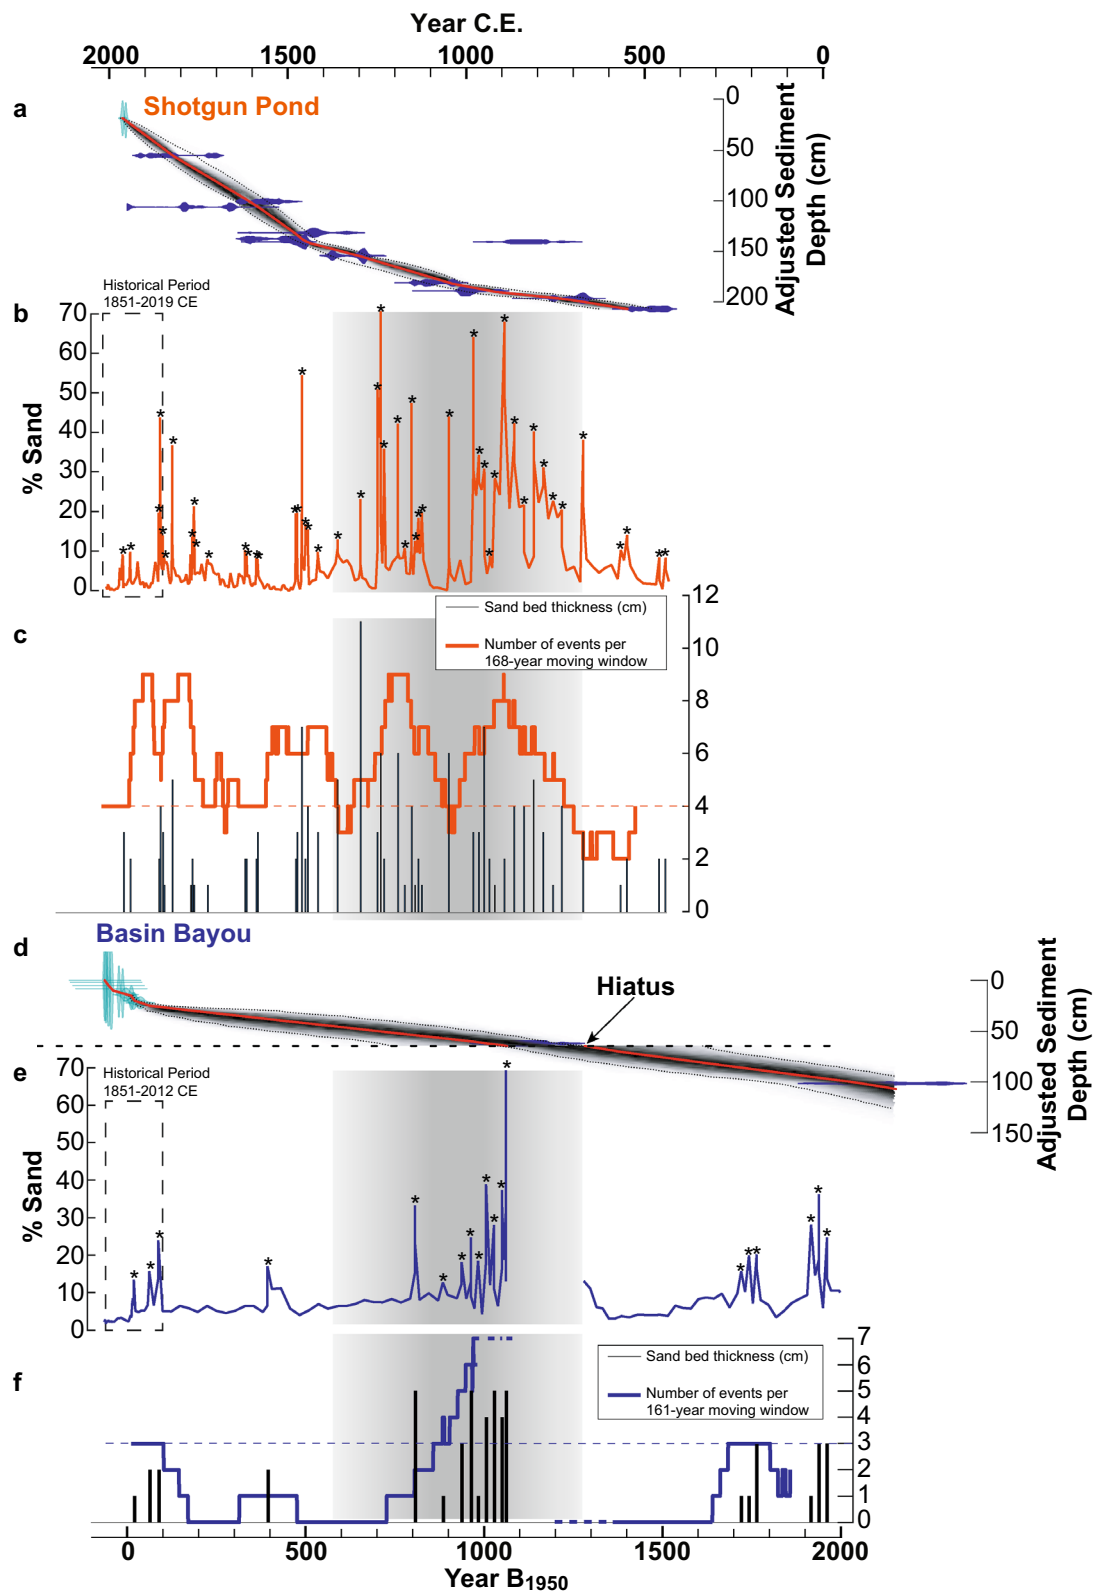 Year C.E.
2000 1500 1000 500 0
a
Shotgun Pond
0
50
100
150
200
Adjusted Sediment
Depth (cm)
Historical Period
1851-2019 CE
b
70
60
50
40
30
20
10
0
% Sand
* * * * * * * * * * * * * * * * * * * * * * * * * * * * * * * * * * * * * * * * * * * * * * * * * *
c
Sand bed thickness (cm)
Number of events per
168-year moving window
12
10
8
6
4
2
0
Basin Bayou
d
Hiatus
0
50
100
150
Adjusted Sediment
Depth (cm)
e
Historical Period
1851-2012 CE
70
60
50
40
30
20
10
0
% Sand
* * * * * * * * * * * * * * * * * * *
f
Sand bed thickness (cm)
Number of events per
161-year moving window
7
6
5
4
3
2
1
0
0 500 1000 1500 2000
Year B1950